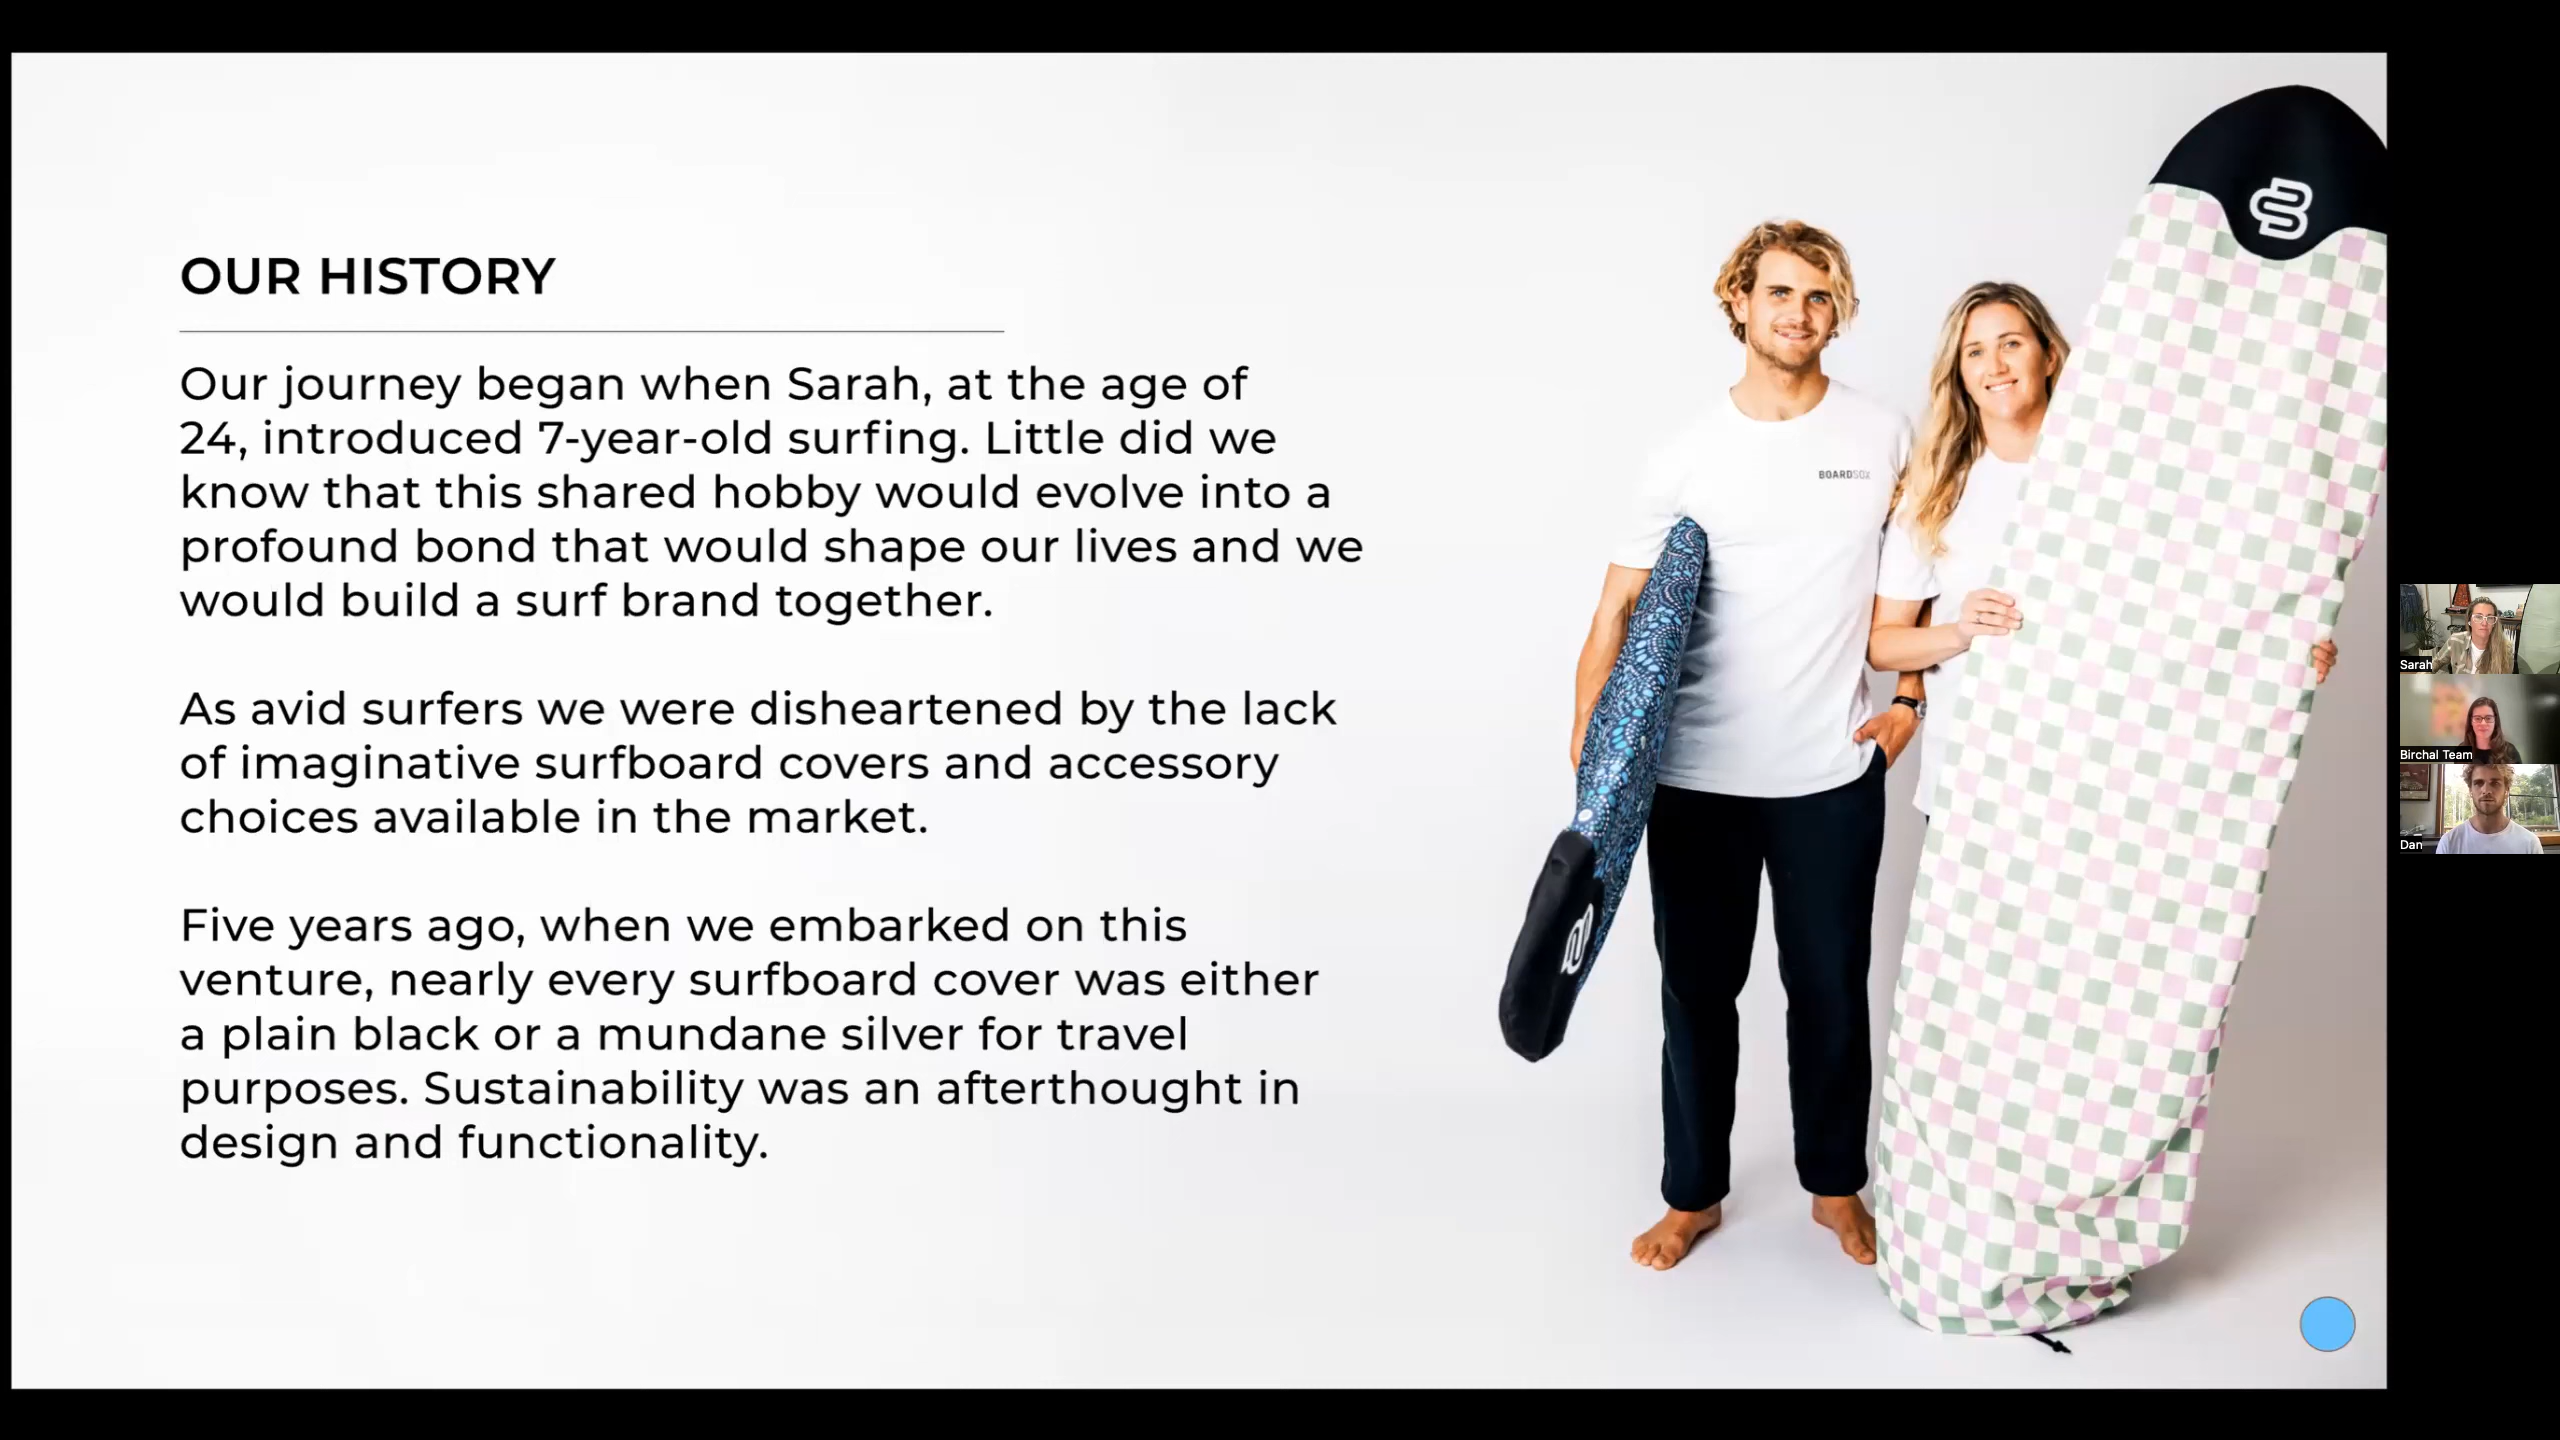 OUR HISTORY
Our journey began when Sarah, at the age of
24, introduced 7-year-old surfing. Little did we
know that this shared hobby would evolve into a
profound bond that would shape our lives and we
would build a surf brand together.
As avid surfers we were disheartened by the lack
of imaginative surfboard covers and accessory
choices available in the market.
Five years ago, when we embarked on this
venture, nearly every surfboard cover was either
a plain black or a mundane silver for travel
purposes. Sustainability was an afterthought in
design and functionality.
BOARDSOX
Sarah
Birchal Team
Dan